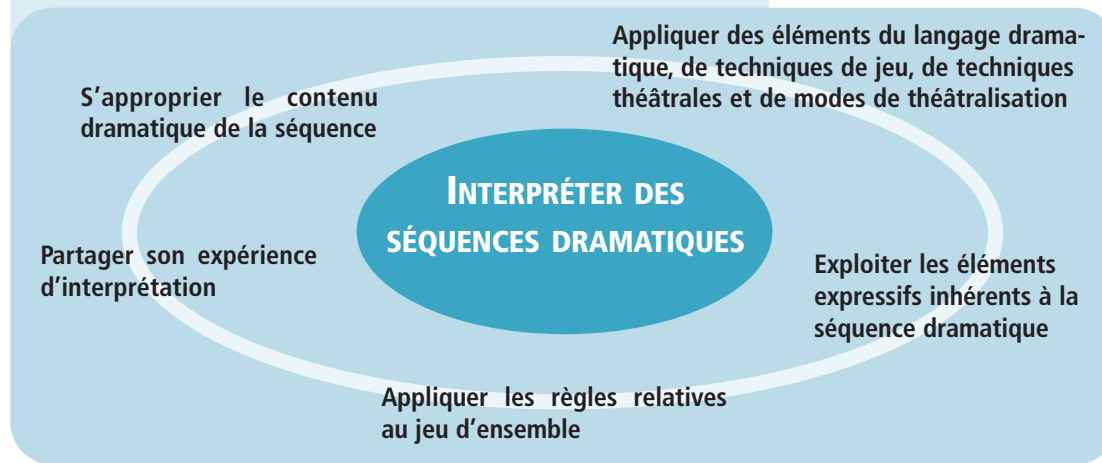 Appliquer des éléments du langage drama-
tique, de techniques de jeu, de techniques
théâtrales et de modes de théâtralisation
S’approprier le contenu
dramatique de la séquence
INTERPRÉTER DES
SÉQUENCES DRAMATIQUES
Partager son expérience
d’interprétation
Exploiter les éléments
expressifs inhérents à la
séquence dramatique
Appliquer les règles relatives
au jeu d’ensemble